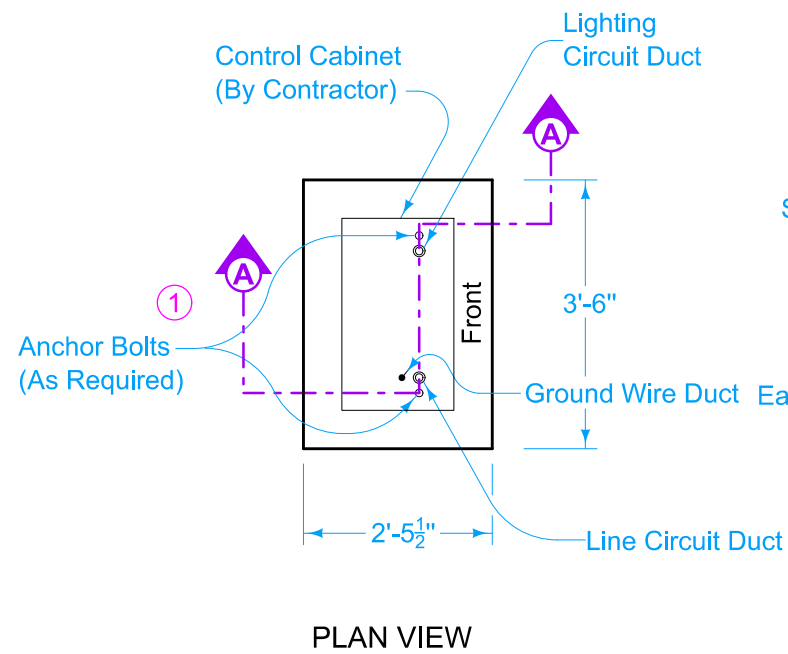 Lighting
Circuit Duct
Control Cabinet
(By Contractor)
A
A
S
1
Front
3'-6"
Anchor Bolts
(As Required)
Ground Wire Duct
Ea
2'-5½"
Line Circuit Duct
PLAN VIEW